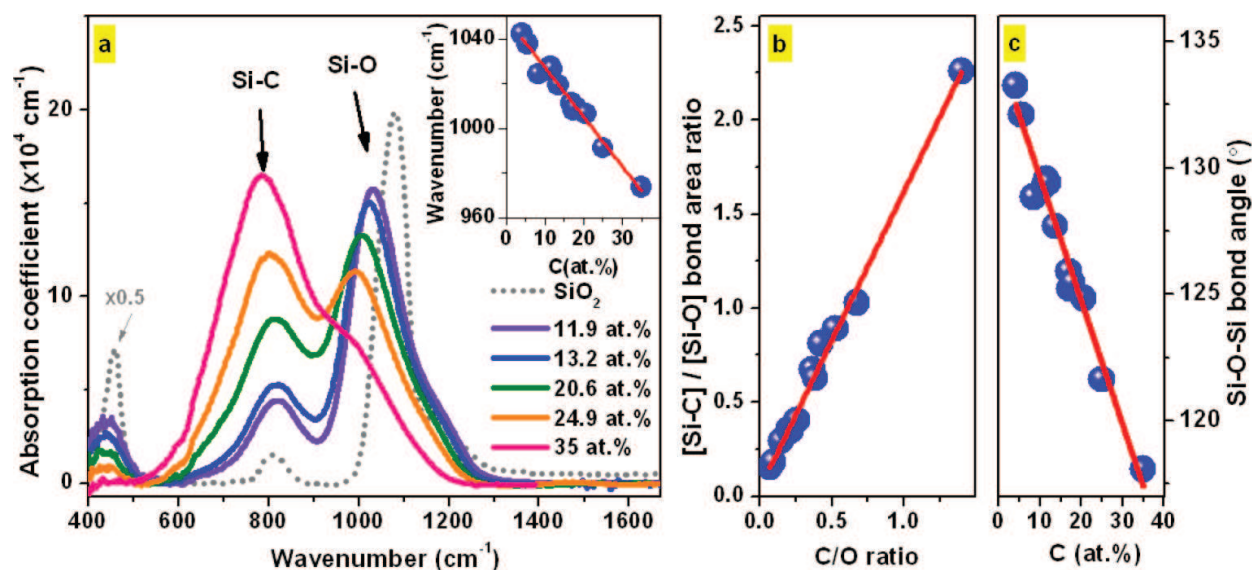 a
Si-C
Si-O
x0.5
Absorption coefficient (x10⁻⁴ cm⁻¹)
20
10
0
400 600 800 1000 1200 1400 1600
Wavenumber (cm⁻¹)
Wavenumber (cm⁻¹)
1040
1000
960
0 10 20 30
C(at.%)
SiO₂
11.9 at.%
13.2 at.%
20.6 at.%
24.9 at.%
35 at.%
b
[Si-C] / [Si-O] bond area ratio
2.5
2.0
1.5
1.0
0.5
0.0
0.0 0.5 1.0
C/O ratio
c
135
130
125
120
Si-O-Si bond angle (°)
0 10 20 30 40
C (at.%)